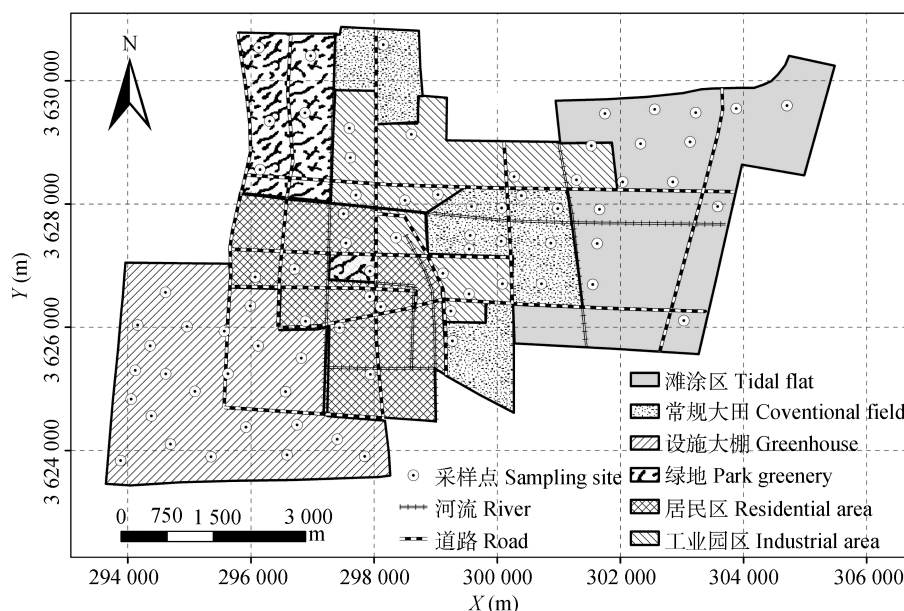 N
Y (m)
3 630 000
3 628 000
3 626 000
3 624 000
滩涂区 Tidal flat
常规大田 Coventional field
设施大棚 Greenhouse
绿地 Park greenery
居民区 Residential area
工业园区 Industrial area
采样点 Sampling site
河流 River
道路 Road
0 750 1 500 3 000
m
294 000 296 000 298 000 300 000 302 000 304 000 306 000
X (m)